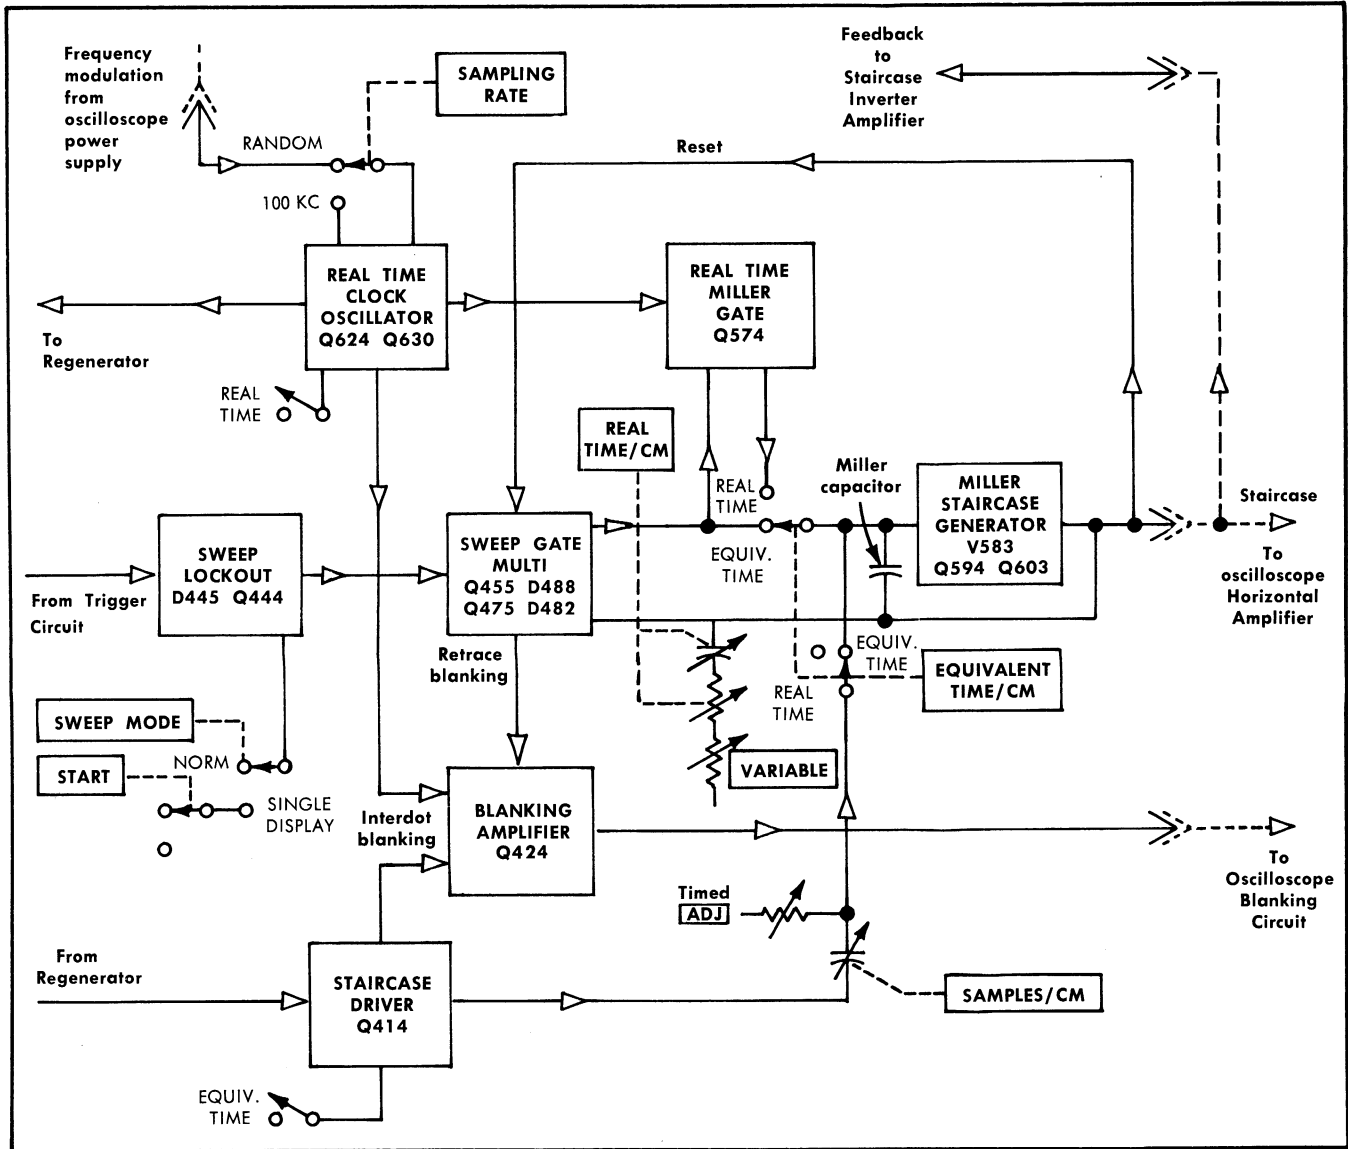 Frequency
modulation
from
oscilloscope
power
supply
SAMPLING
RATE
RANDOM
100 KC
Feedback
to
Staircase
Inverter
Amplifier
Reset
REAL TIME
CLOCK
OSCILLATOR
Q624 Q630
REAL TIME
MILLER
GATE
Q574
To
Regenerator
REAL
TIME
REAL
TIME/CM
REAL
TIME
Miller
capacitor
MILLER
STAIRCASE
GENERATOR
V583
Q594 Q603
Staircase
To
oscilloscope
Horizontal
Amplifier
SWEEP
LOCKOUT
D445 Q444
From Trigger
Circuit
SWEEP GATE
MULTI
Q455 D488
Q475 D482
EQUIV.
TIME
Retrace
blanking
EQUIV.
TIME
REAL
TIME
EQUIVALENT
TIME/CM
SWEEP MODE
NORM
START
SINGLE
DISPLAY
VARIABLE
Interdot
blanking
BLANKING
AMPLIFIER
Q424
To
Oscilloscope
Blanking
Circuit
Timed
ADJ
From
Regenerator
STAIRCASE
DRIVER
Q414
SAMPLES/CM
EQUIV.
TIME